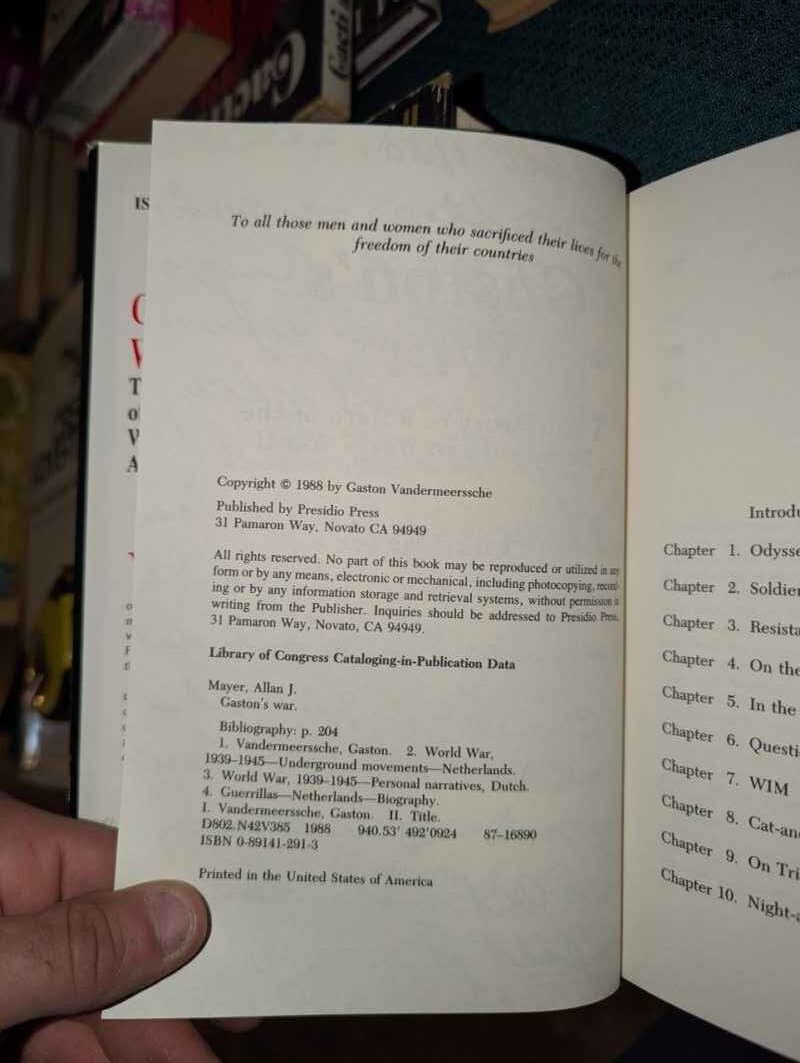 Cacti
IS
To all those men and women who sacrificed their lives for the
freedom of their countries
Copyright © 1988 by Gaston Vandermeerssche
Published by Presidio Press
31 Pamaron Way, Novato CA 94949
All rights reserved. No part of this book may be reproduced or utilized in any
form or by any means, electronic or mechanical, including photocopying, record-
ing or by any information storage and retrieval systems, without permission in
writing from the Publisher. Inquiries should be addressed to Presidio Press,
31 Pamaron Way, Novato, CA 94949.
Library of Congress Cataloging-in-Publication Data
Mayer, Allan J.
Gaston's war.
Bibliography: p. 204
1. Vandermeerssche, Gaston. 2. World War,
1939-1945—Underground movements—Netherlands.
3. World War, 1939-1945—Personal narratives, Dutch.
4. Guerrillas—Netherlands—Biography.
I. Vandermeerssche, Gaston. II. Title.
D802.N42V385 1988 940.53' 492'0924 87-16890
ISBN 0-89141-291-3
Printed in the United States of America
Introdu
Chapter 1. Odysse
Chapter 2. Soldier
Chapter 3. Resista
Chapter 4. On the
Chapter 5. In the
Chapter 6. Questi
Chapter 7. WIM
Chapter 8. Cat-an
Chapter 9. On Tri
Chapter 10. Night-a